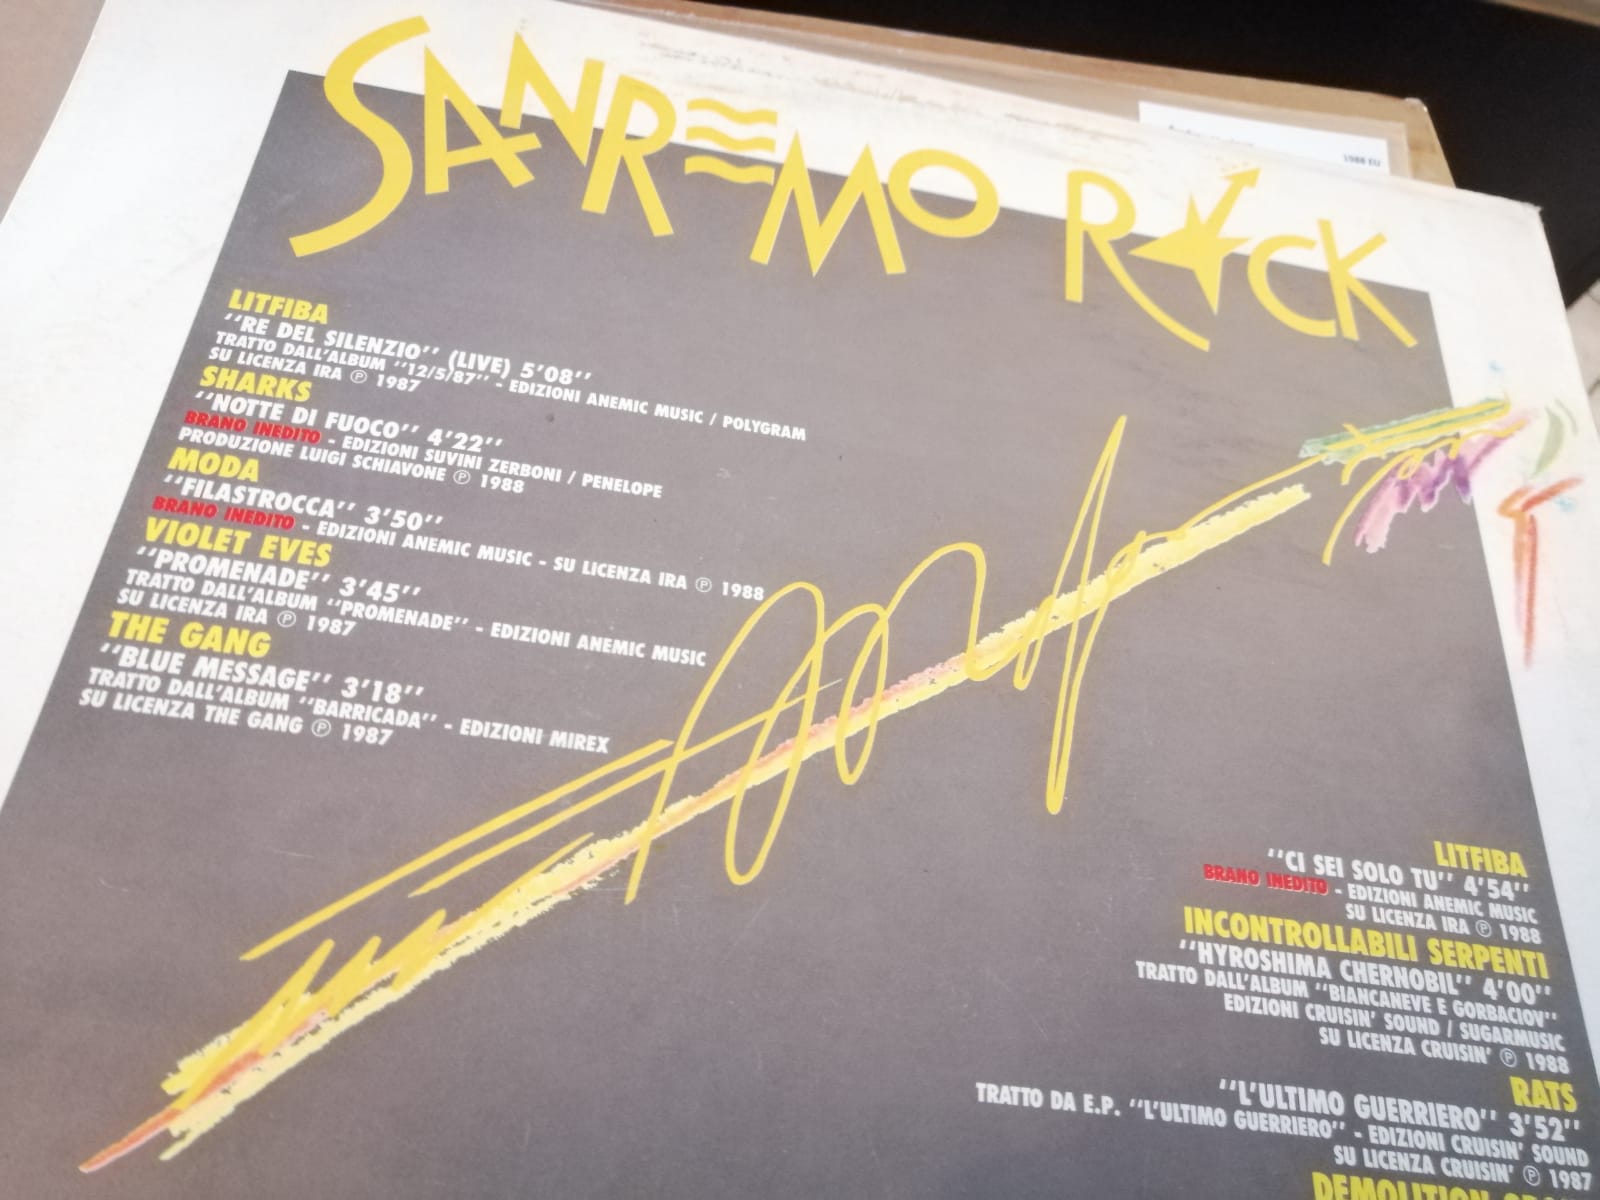 SANREMO ROCK
1988 EU
LITFIBA
"RE DEL SILENZIO" (LIVE) 5'08"
TRATTO DALL'ALBUM "12/5/87" - EDIZIONI ANEMIC MUSIC / POLYGRAM
SU LICENZA IRA Ⓟ 1987
SHARKS
"NOTTE DI FUOCO" 4'22"
BRANO INEDITO - EDIZIONI SUVINI ZERBONI / PENELOPE
PRODUZIONE LUIGI SCHIAVONE Ⓟ 1988
MODA
"FILASTROCCA" 3'50"
BRANO INEDITO - EDIZIONI ANEMIC MUSIC - SU LICENZA IRA Ⓟ 1988
VIOLET EVES
"PROMENADE" 3'45"
TRATTO DALL'ALBUM "PROMENADE" - EDIZIONI ANEMIC MUSIC
SU LICENZA IRA Ⓟ 1987
THE GANG
"BLUE MESSAGE" 3'18"
TRATTO DALL'ALBUM "BARRICADA" - EDIZIONI MIREX
SU LICENZA THE GANG Ⓟ 1987
LITFIBA
"CI SEI SOLO TU" 4'54"
BRANO INEDITO - EDIZIONI ANEMIC MUSIC
SU LICENZA IRA Ⓟ 1988
INCONTROLLABILI SERPENTI
"HYROSHIMA CHERNOBIL" 4'00"
TRATTO DALL'ALBUM "BIANCANEVE E GORBACIOV"
EDIZIONI CRUISIN' SOUND / SUGARMUSIC
SU LICENZA CRUISIN' Ⓟ 1988
RATS
"L'ULTIMO GUERRIERO" 3'52"
TRATTO DA E.P. "L'ULTIMO GUERRIERO" - EDIZIONI CRUISIN' SOUND
SU LICENZA CRUISIN' Ⓟ 1987